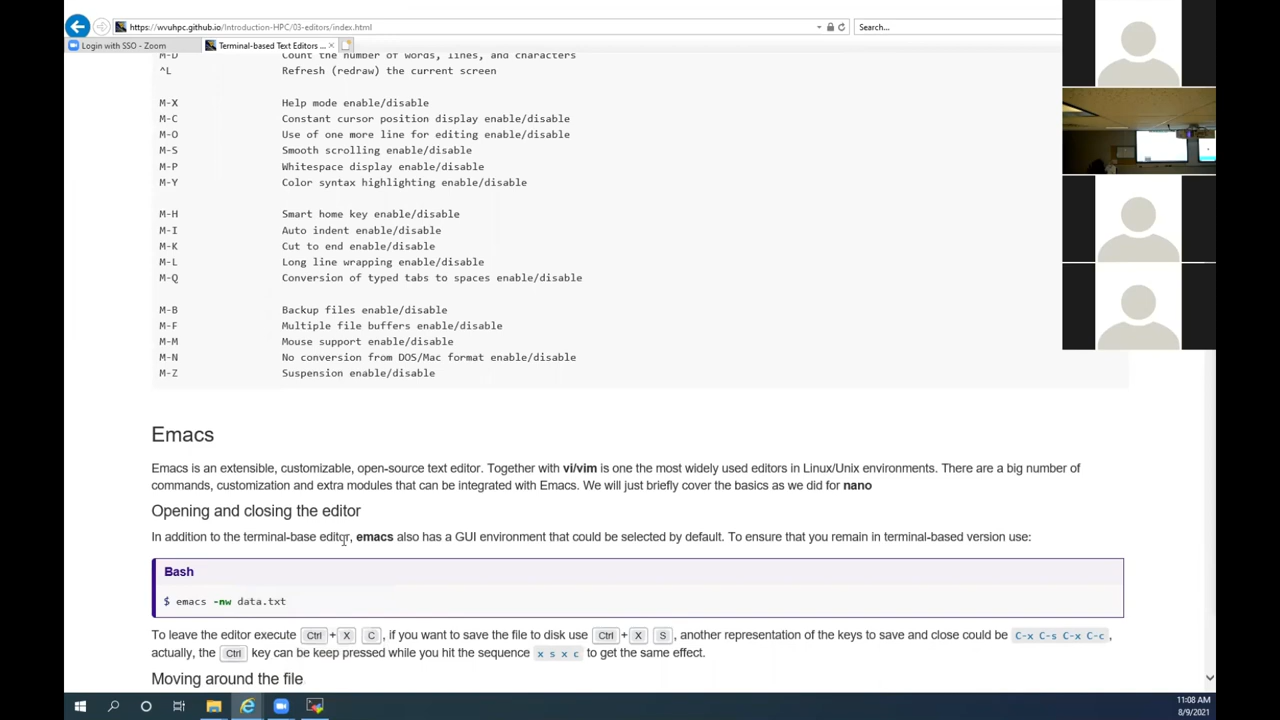 https://wvuhpc.github.io/Introduction-HPC/03-editors/index.html
Search...
Login with SSO - Zoom
Terminal-based Text Editors ...
M-D Count the number of words, lines, and characters
^L Refresh (redraw) the current screen
M-X Help mode enable/disable
M-C Constant cursor position display enable/disable
M-O Use of one more line for editing enable/disable
M-S Smooth scrolling enable/disable
M-P Whitespace display enable/disable
M-Y Color syntax highlighting enable/disable
M-H Smart home key enable/disable
M-I Auto indent enable/disable
M-K Cut to end enable/disable
M-L Long line wrapping enable/disable
M-Q Conversion of typed tabs to spaces enable/disable
M-B Backup files enable/disable
M-F Multiple file buffers enable/disable
M-M Mouse support enable/disable
M-N No conversion from DOS/Mac format enable/disable
M-Z Suspension enable/disable
Emacs
Emacs is an extensible, customizable, open-source text editor. Together with vi/vim is one the most widely used editors in Linux/Unix environments. There are a big number of
commands, customization and extra modules that can be integrated with Emacs. We will just briefly cover the basics as we did for nano
Opening and closing the editor
In addition to the terminal-base editor, emacs also has a GUI environment that could be selected by default. To ensure that you remain in terminal-based version use:
Bash
$ emacs -nw data.txt
To leave the editor execute Ctrl + X C , if you want to save the file to disk use Ctrl + X S , another representation of the keys to save and close could be C-x C-s C-x C-c ,
actually, the Ctrl key can be keep pressed while you hit the sequence x s x c to get the same effect.
Moving around the file
11:08 AM
8/9/2021